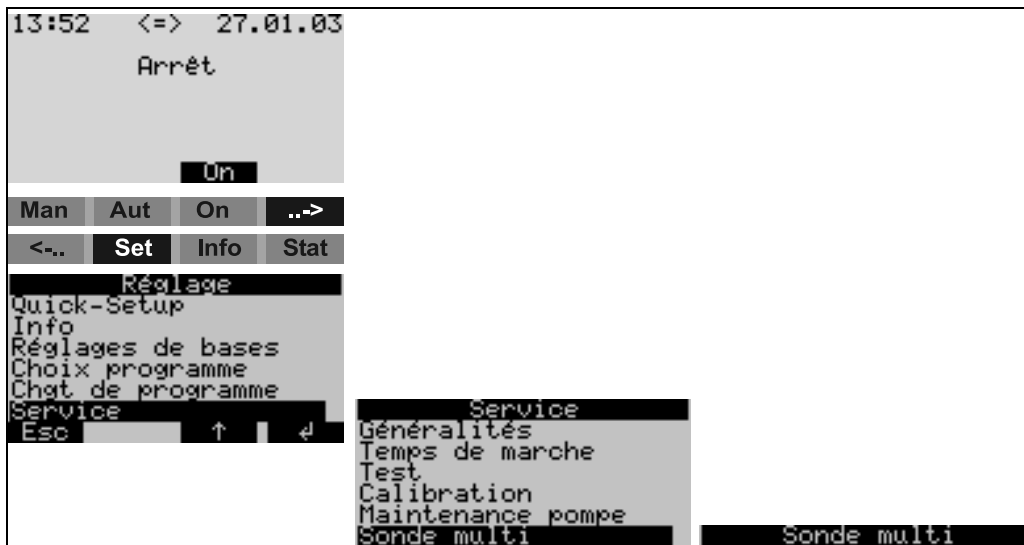 13:52 <=> 27.01.03
Arrêt
On
Man Aut On ..->
<-.. Set Info Stat
Réglage
Quick-Setup
Info
Réglages de bases
Choix programme
Chgt de programme
Service
Esc ↑ ↲
Service
Généralités
Temps de marche
Test
Calibration
Maintenance pompe
Sonde multi
Sonde multi